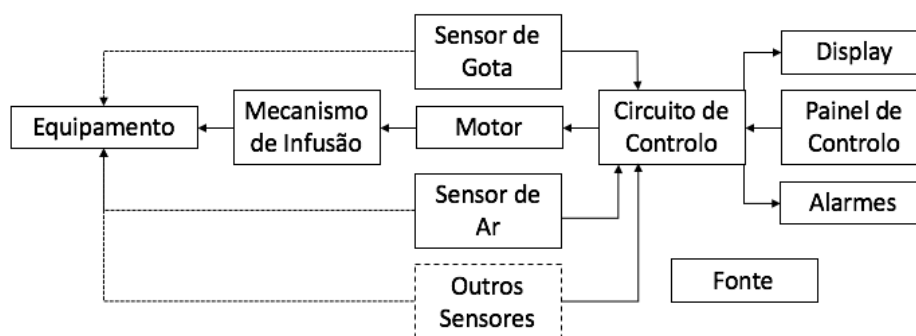 Sensor de
Gota
Display
Equipamento
Mecanismo
de Infusão
Motor
Circuito de
Controlo
Painel de
Controlo
Sensor de
Ar
Alarmes
Outros
Sensores
Fonte